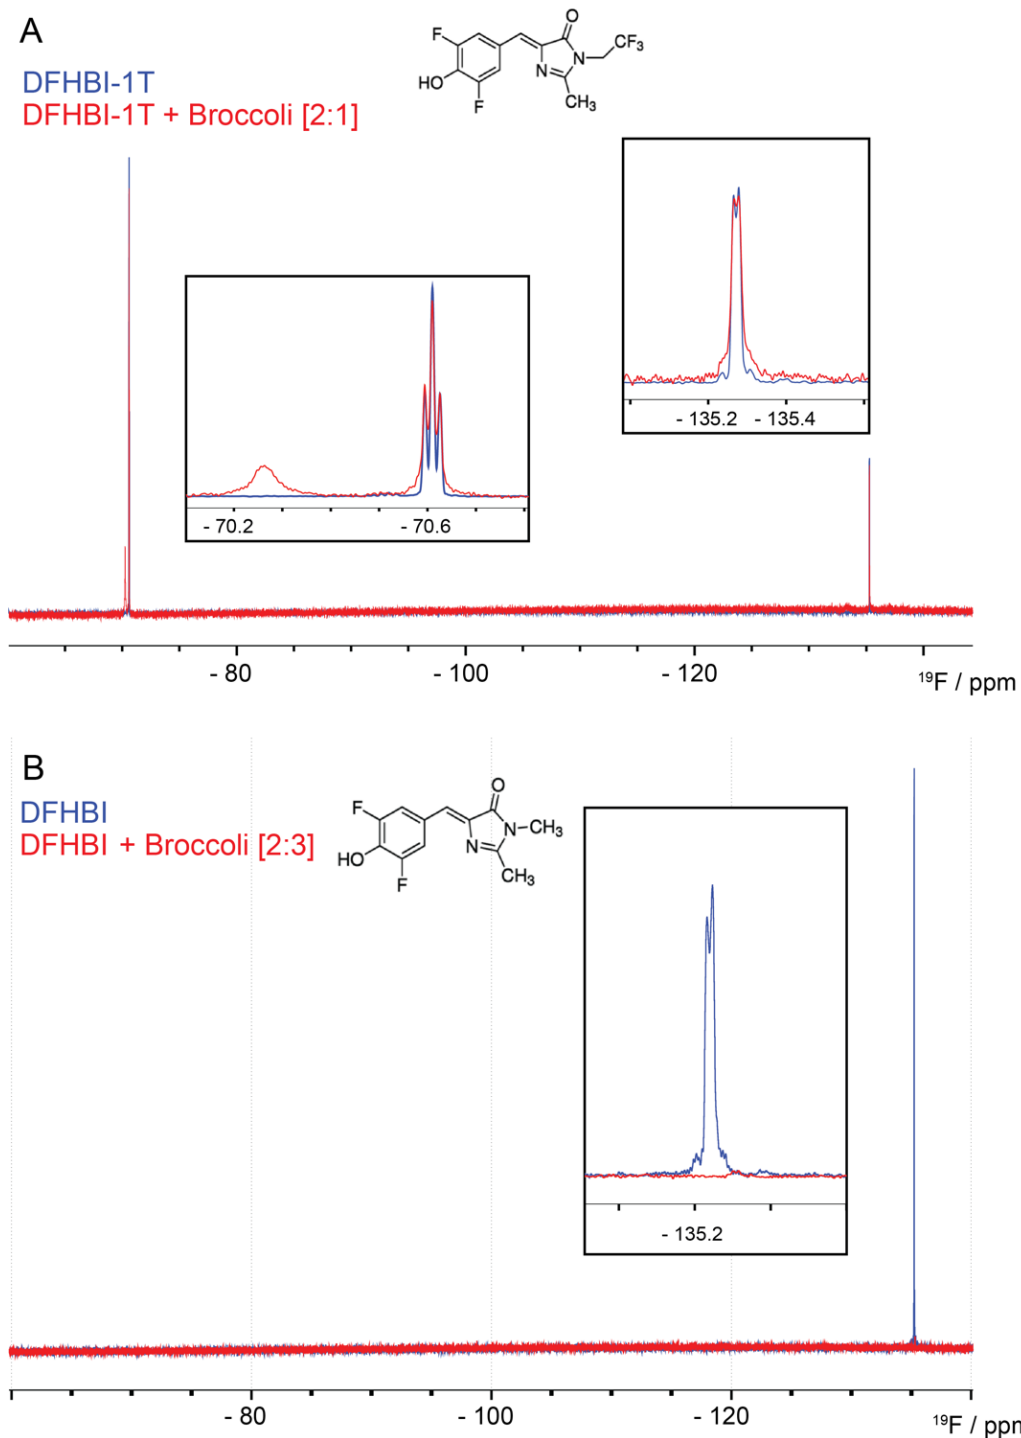 A
DFHBI-1T
DFHBI-1T + Broccoli [2:1]
F
HO
F
O
N
N
CF3
CH3
- 70.2 - 70.6
- 135.2 - 135.4
- 80 - 100 - 120 19F / ppm
B
DFHBI
DFHBI + Broccoli [2:3]
F
HO
F
O
N
N
CH3
CH3
- 135.2
- 80 - 100 - 120 19F / ppm